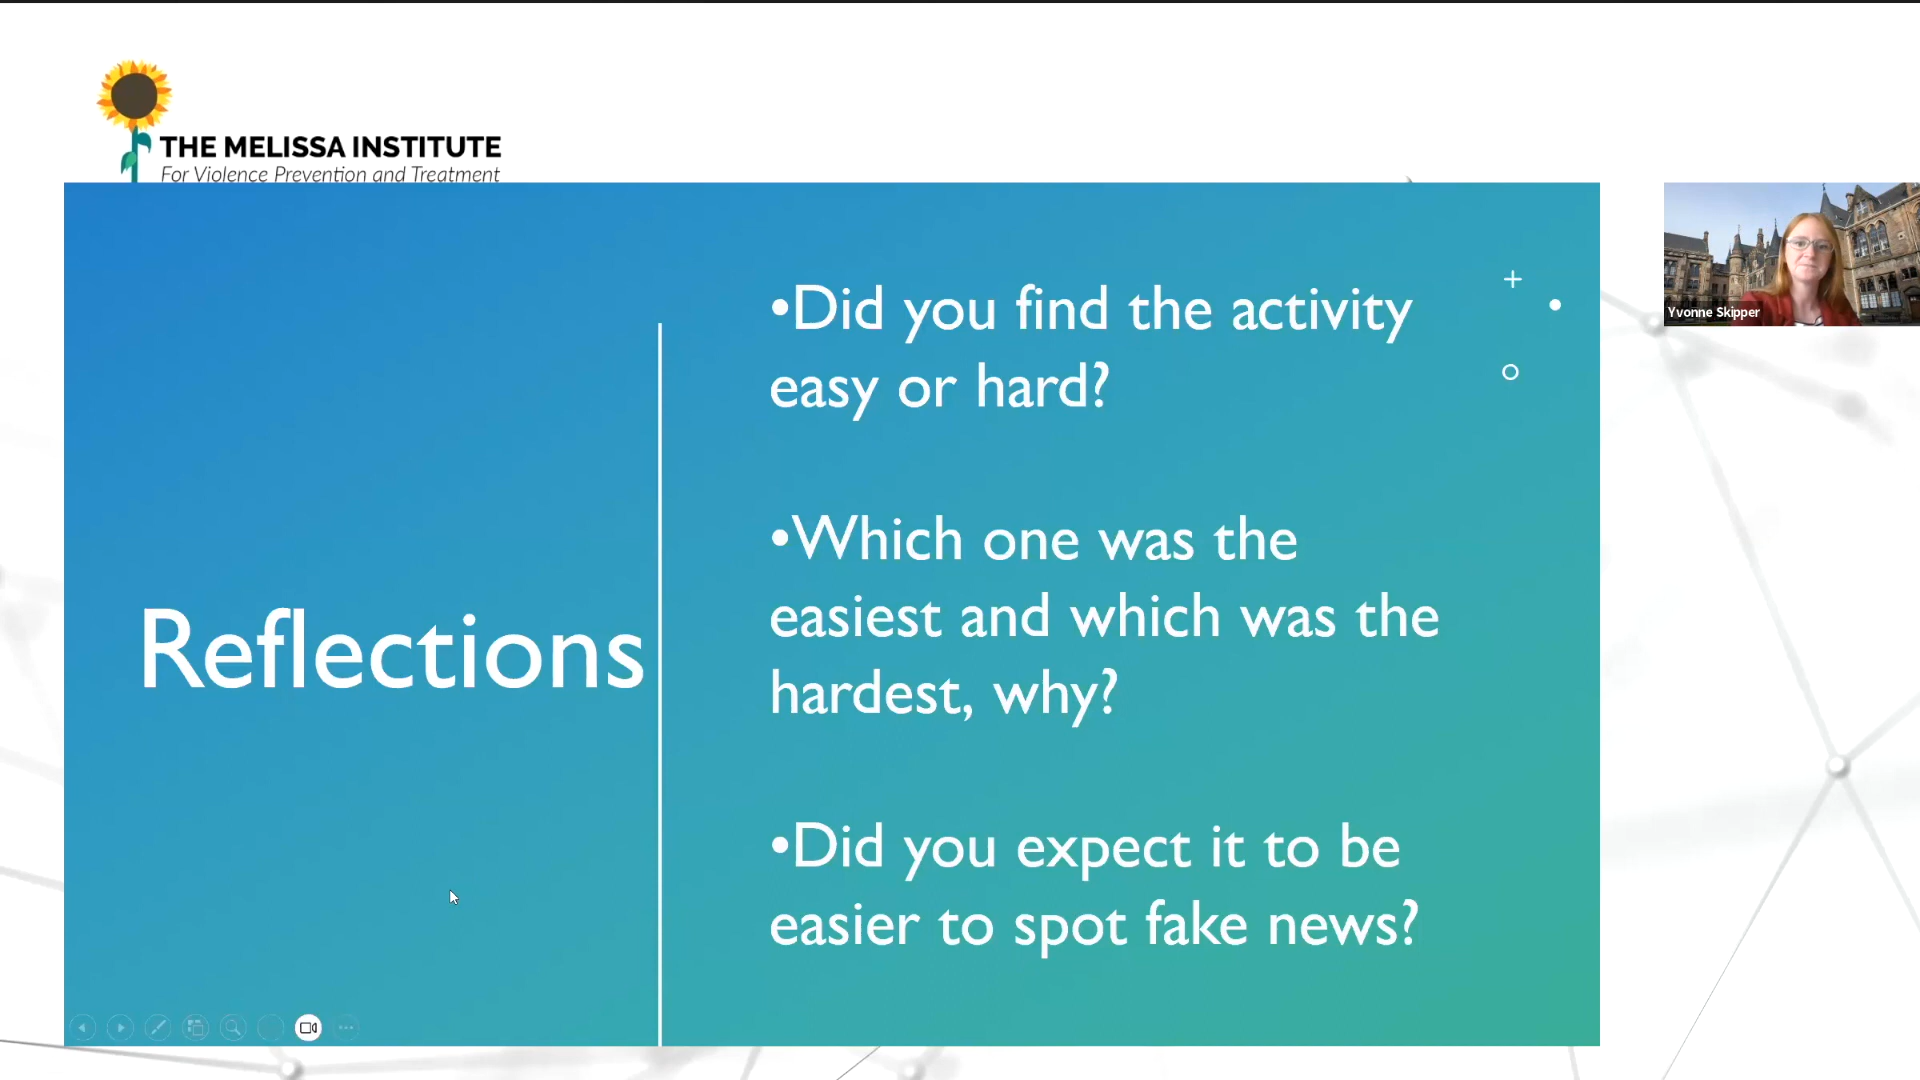 THE MELISSA INSTITUTE
For Violence Prevention and Treatment
Reflections
•Did you find the activity
easy or hard?
•Which one was the
easiest and which was the
hardest, why?
•Did you expect it to be
easier to spot fake news?
Yvonne Skipper